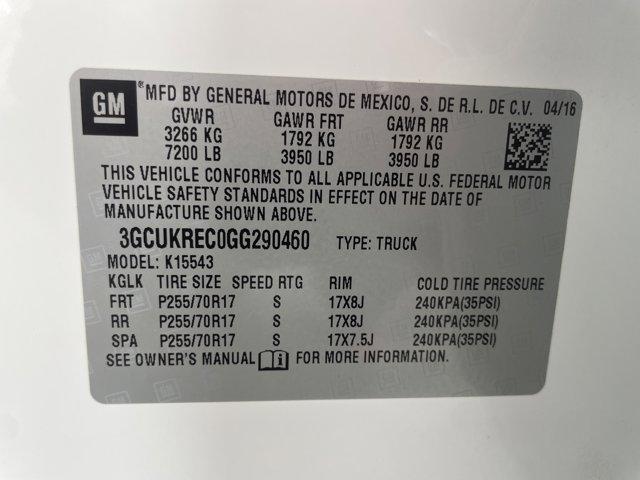 GM ®MFD BY GENERAL MOTORS DE MEXICO, S. DE R.L. DE C.V. 04/16
GVWR GAWR FRT GAWR RR
3266 KG 1792 KG 1792 KG
7200 LB 3950 LB 3950 LB
THIS VEHICLE CONFORMS TO ALL APPLICABLE U.S. FEDERAL MOTOR
VEHICLE SAFETY STANDARDS IN EFFECT ON THE DATE OF
MANUFACTURE SHOWN ABOVE.
3GCUKREC0GG290460 TYPE: TRUCK
MODEL: K15543
KGLK TIRE SIZE SPEED RTG RIM COLD TIRE PRESSURE
FRT P255/70R17 S 17X8J 240KPA(35PSI)
RR P255/70R17 S 17X8J 240KPA(35PSI)
SPA P255/70R17 S 17X7.5J 240KPA(35PSI)
SEE OWNER'S MANUAL FOR MORE INFORMATION.